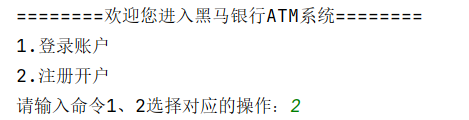 ========欢迎您进入黑马银行ATM系统========
1.登录账户
2.注册开户
请输入命令1、2选择对应的操作：2